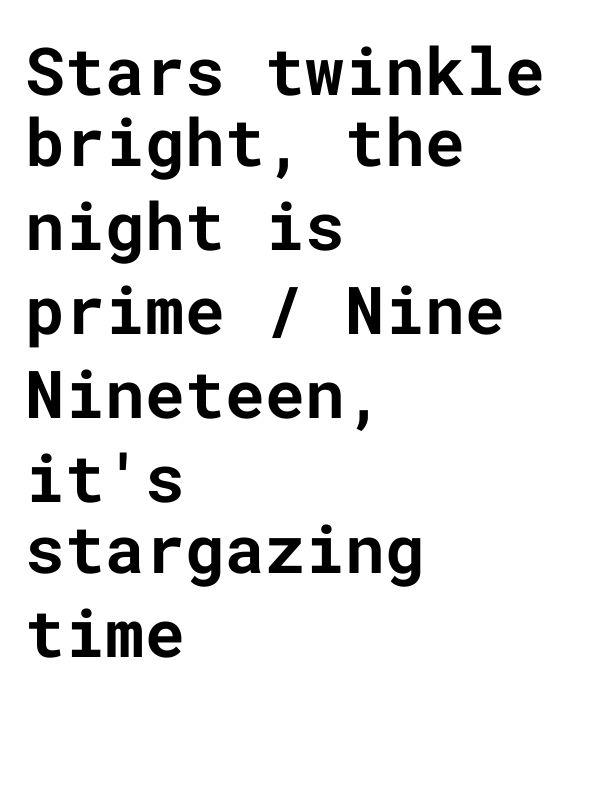 Stars twinkle
bright, the
night is
prime / Nine
Nineteen,
it's
stargazing
time